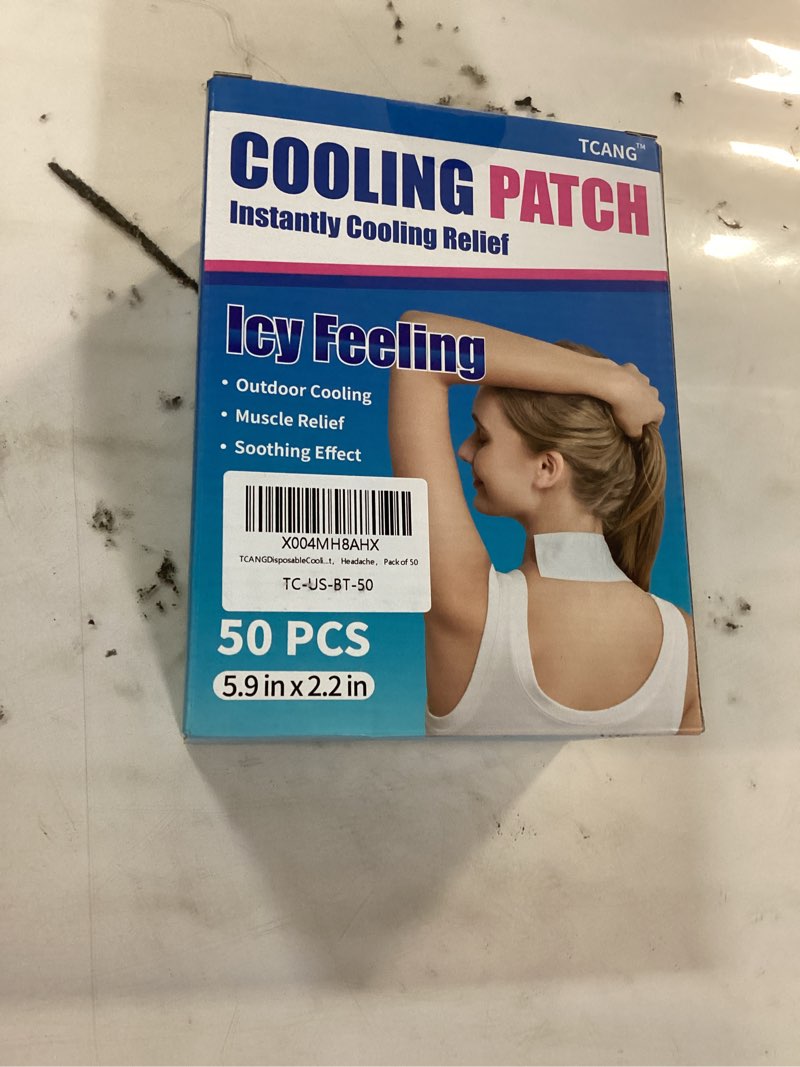 TCANG™
COOLING PATCH
Instantly Cooling Relief
Icy Feeling
• Outdoor Cooling
• Muscle Relief
• Soothing Effect
X004MH8AHX
TCANGDisposableCooli...t, Headache, Pack of 50
TC-US-BT-50
50 PCS
5.9 in x 2.2 in